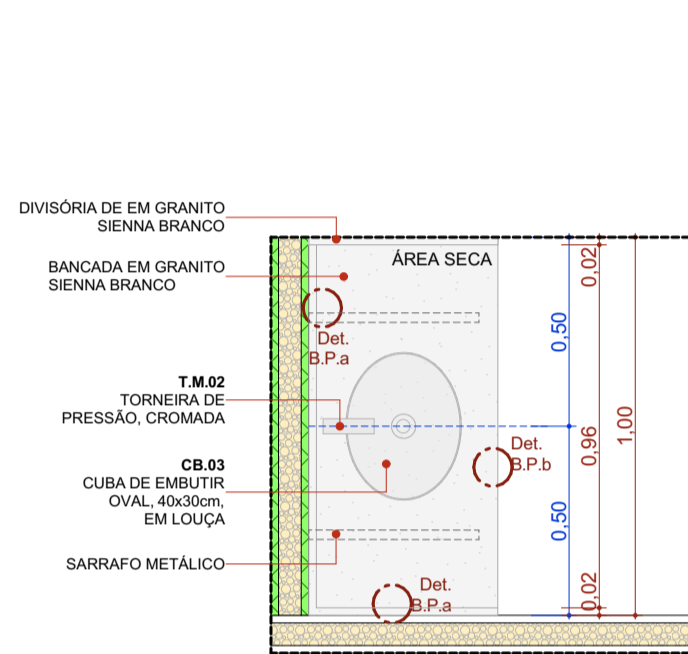 DIVISÓRIA DE EM GRANITO
SIENNA BRANCO
BANCADA EM GRANITO
SIENNA BRANCO
T.M.02
TORNEIRA DE
PRESSÃO, CROMADA
CB.03
CUBA DE EMBUTIR
OVAL, 40x30cm,
EM LOUÇA
SARRAFO METÁLICO
ÁREA SECA
Det.
B.P.a
Det.
B.P.b
Det.
B.P.a
0,50
0,50
0,02
0,96
0,02
1,00